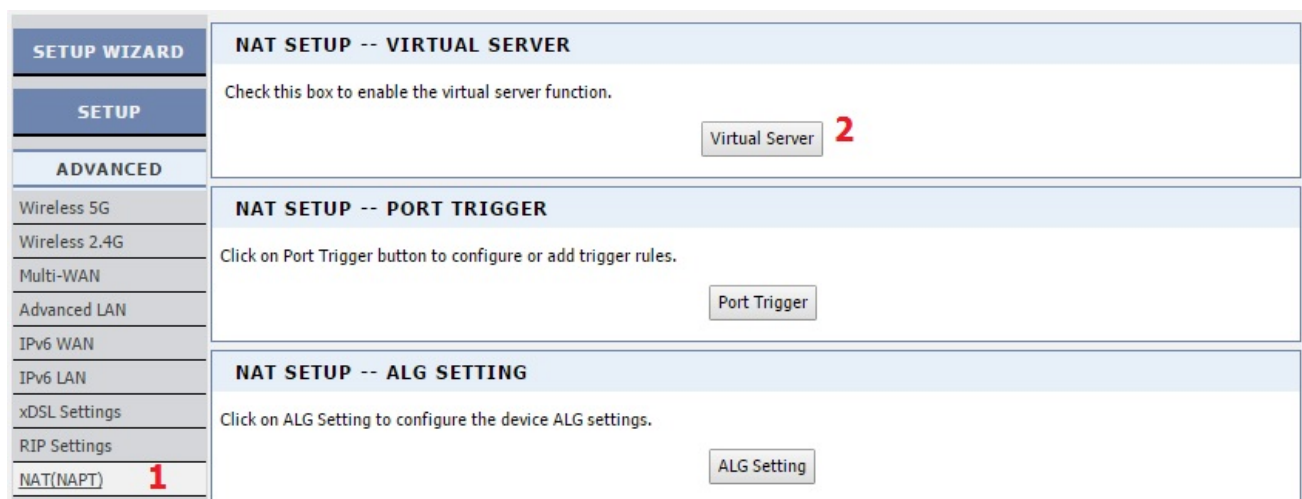 SETUP WIZARD
SETUP
ADVANCED
Wireless 5G
Wireless 2.4G
Multi-WAN
Advanced LAN
IPv6 WAN
IPv6 LAN
xDSL Settings
RIP Settings
NAT(NAPT) 1
NAT SETUP -- VIRTUAL SERVER
Check this box to enable the virtual server function.
Virtual Server 2
NAT SETUP -- PORT TRIGGER
Click on Port Trigger button to configure or add trigger rules.
Port Trigger
NAT SETUP -- ALG SETTING
Click on ALG Setting to configure the device ALG settings.
ALG Setting